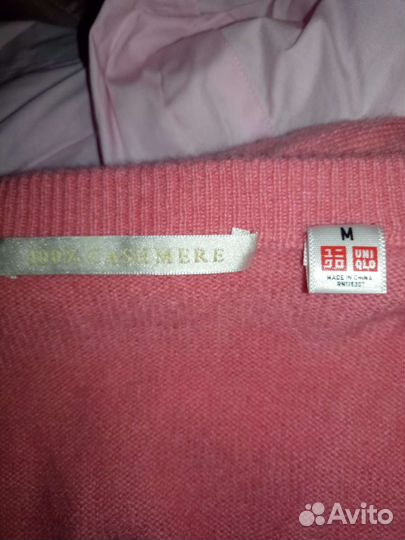 100% CASHMERE
M
ユニ UNI
クロ QLO
MADE IN CHINA
Avito